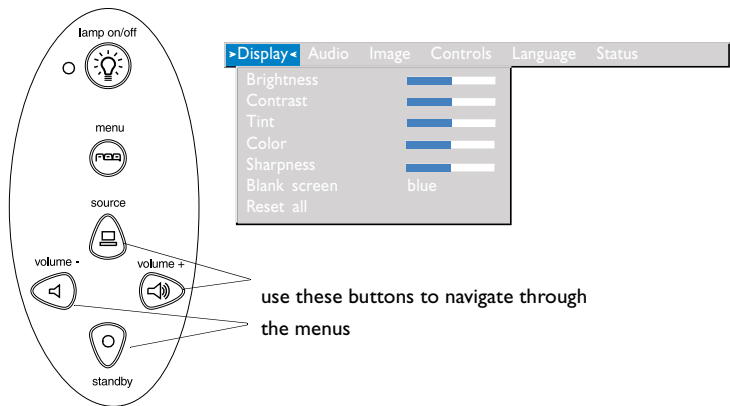 lamp on/off
menu
source
volume -
volume +
standby
➤Display◄ Audio Image Controls Language Status
Brightness
Contrast
Tint
Color
Sharpness
Blank screen blue
Reset all
use these buttons to navigate through
the menus